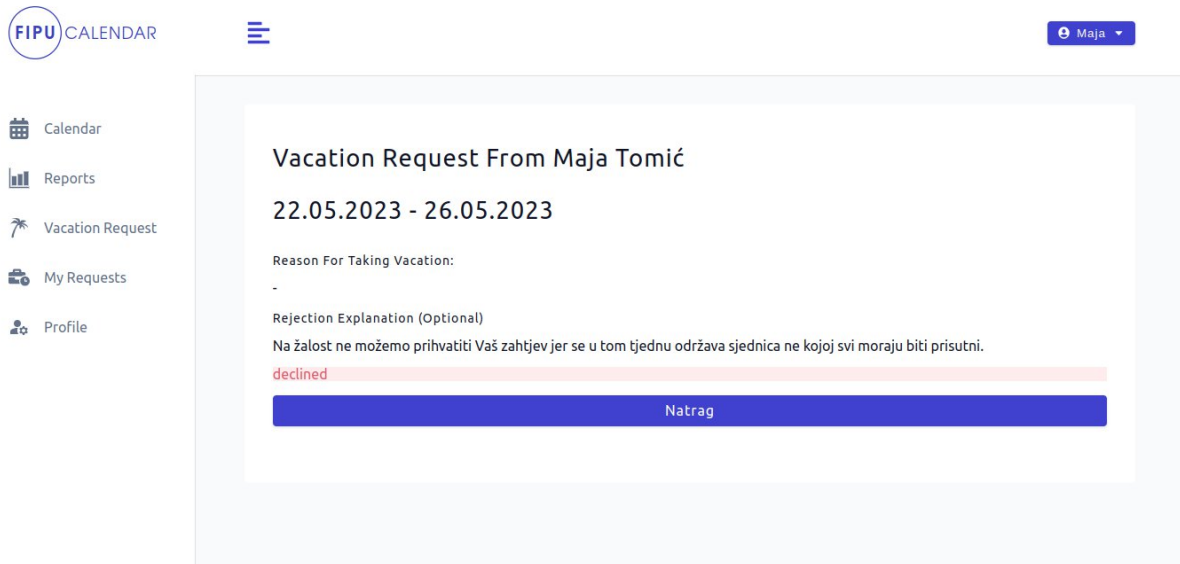 FIPU CALENDAR
Maja
Calendar
Reports
Vacation Request
My Requests
Profile
Vacation Request From Maja Tomić
22.05.2023 - 26.05.2023
Reason For Taking Vacation:
-
Rejection Explanation (Optional)
Na žalost ne možemo prihvatiti Vaš zahtjev jer se u tom tjednu održava sjednica ne kojoj svi moraju biti prisutni.
declined
Natrag